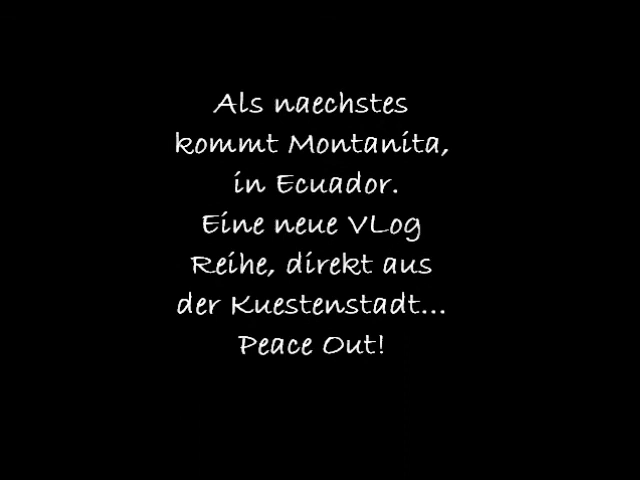 Als naechstes
kommt Montanita,
in Ecuador.
Eine neue VLog
Reihe, direkt aus
der Kuestenstadt...
Peace Out!